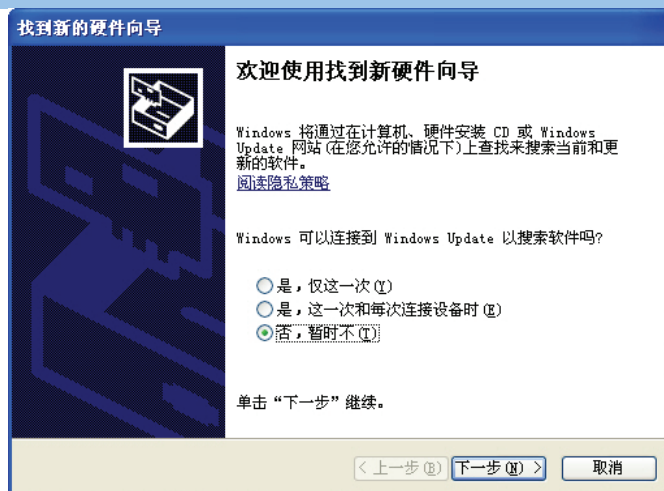 找到新的硬件向导
欢迎使用找到新硬件向导
Windows 将通过在计算机、硬件安装 CD 或 Windows
Update 网站(在您允许的情况下)上查找来搜索当前和更
新的软件。
阅读隐私策略
Windows 可以连接到 Windows Update 以搜索软件吗?
是，仅这一次(Y)
是，这一次和每次连接设备时(E)
否，暂时不(T)
单击“下一步”继续。
< 上一步(B) 下一步(N) > 取消